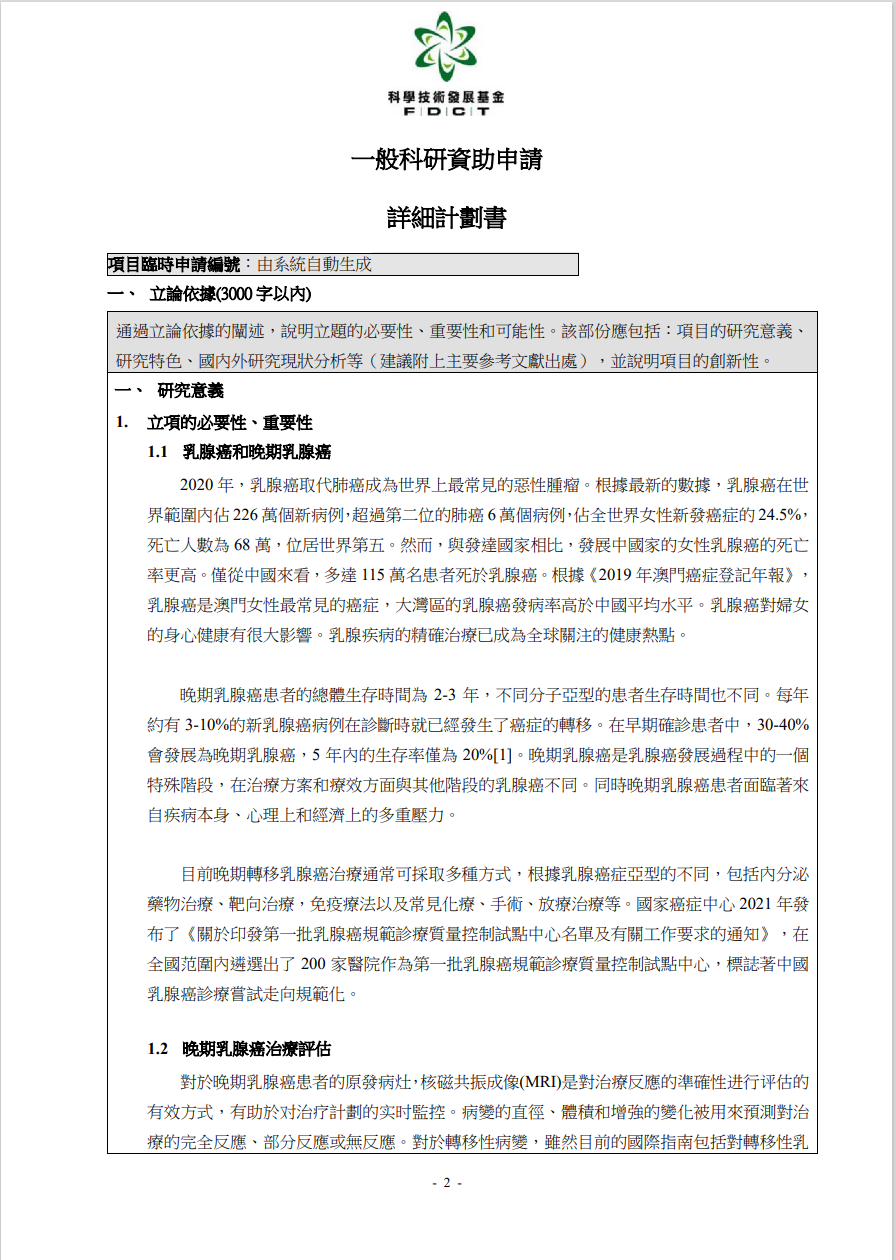 科學技術發展基金
FDCT
一般科研資助申請
詳細計劃書
項目臨時申請編號：由系統自動生成
一、 立論依據(3000字以內)
通過立論依據的闡述，說明立題的必要性、重要性和可能性。該部份應包括：項目的研究意義、
研究特色、國內外研究現狀分析等（建議附上主要參考文獻出處），並說明項目的創新性。
一、 研究意義
1. 立項的必要性、重要性
1.1 乳腺癌和晚期乳腺癌
2020 年，乳腺癌取代肺癌成為世界上最常見的惡性腫瘤。根據最新的數據，乳腺癌在世
界範圍內佔 226 萬個新病例，超過第二位的肺癌 6 萬個病例，佔全世界女性新發癌症的 24.5%，
死亡人數為 68 萬，位居世界第五。然而，與發達國家相比，發展中國家的女性乳腺癌的死亡
率更高。僅從中國來看，多達 115 萬名患者死於乳腺癌。根據《2019 年澳門癌症登記年報》，
乳腺癌是澳門女性最常見的癌症，大灣區的乳腺癌發病率高於中國平均水平。乳腺癌對婦女
的身心健康有很大影響。乳腺疾病的精確治療已成為全球關注的健康熱點。
晚期乳腺癌患者的總體生存時間為 2-3 年，不同分子亞型的患者生存時間也不同。每年
約有 3-10%的新乳腺癌病例在診斷時就已經發生了癌症的轉移。在早期確診患者中，30-40%
會發展為晚期乳腺癌，5 年內的生存率僅為 20%[1]。晚期乳腺癌是乳腺癌發展過程中的一個
特殊階段，在治療方案和療效方面與其他階段的乳腺癌不同。同時晚期乳腺癌患者面臨著來
自疾病本身、心理上和經濟上的多重壓力。
目前晚期轉移乳腺癌治療通常可採取多種方式，根據乳腺癌症亞型的不同，包括內分泌
藥物治療、靶向治療，免疫療法以及常見化療、手術、放療治療等。國家癌症中心 2021 年發
布了《關於印發第一批乳腺癌規範診療質量控制試點中心名單及有關工作要求的通知》，在
全國范圍內遴選出了 200 家醫院作為第一批乳腺癌規範診療質量控制試點中心，標誌著中國
乳腺癌診療嘗試走向規範化。
1.2 晚期乳腺癌治療評估
對於晚期乳腺癌患者的原發病灶，核磁共振成像(MRI)是對治療反應的準確性进行评估的
有效方式，有助於对治疗計劃的实时監控。病變的直徑、體積和增強的變化被用來預測對治
療的完全反應、部分反應或無反應。對於轉移性病變，雖然目前的國際指南包括對轉移性乳
- 2 -